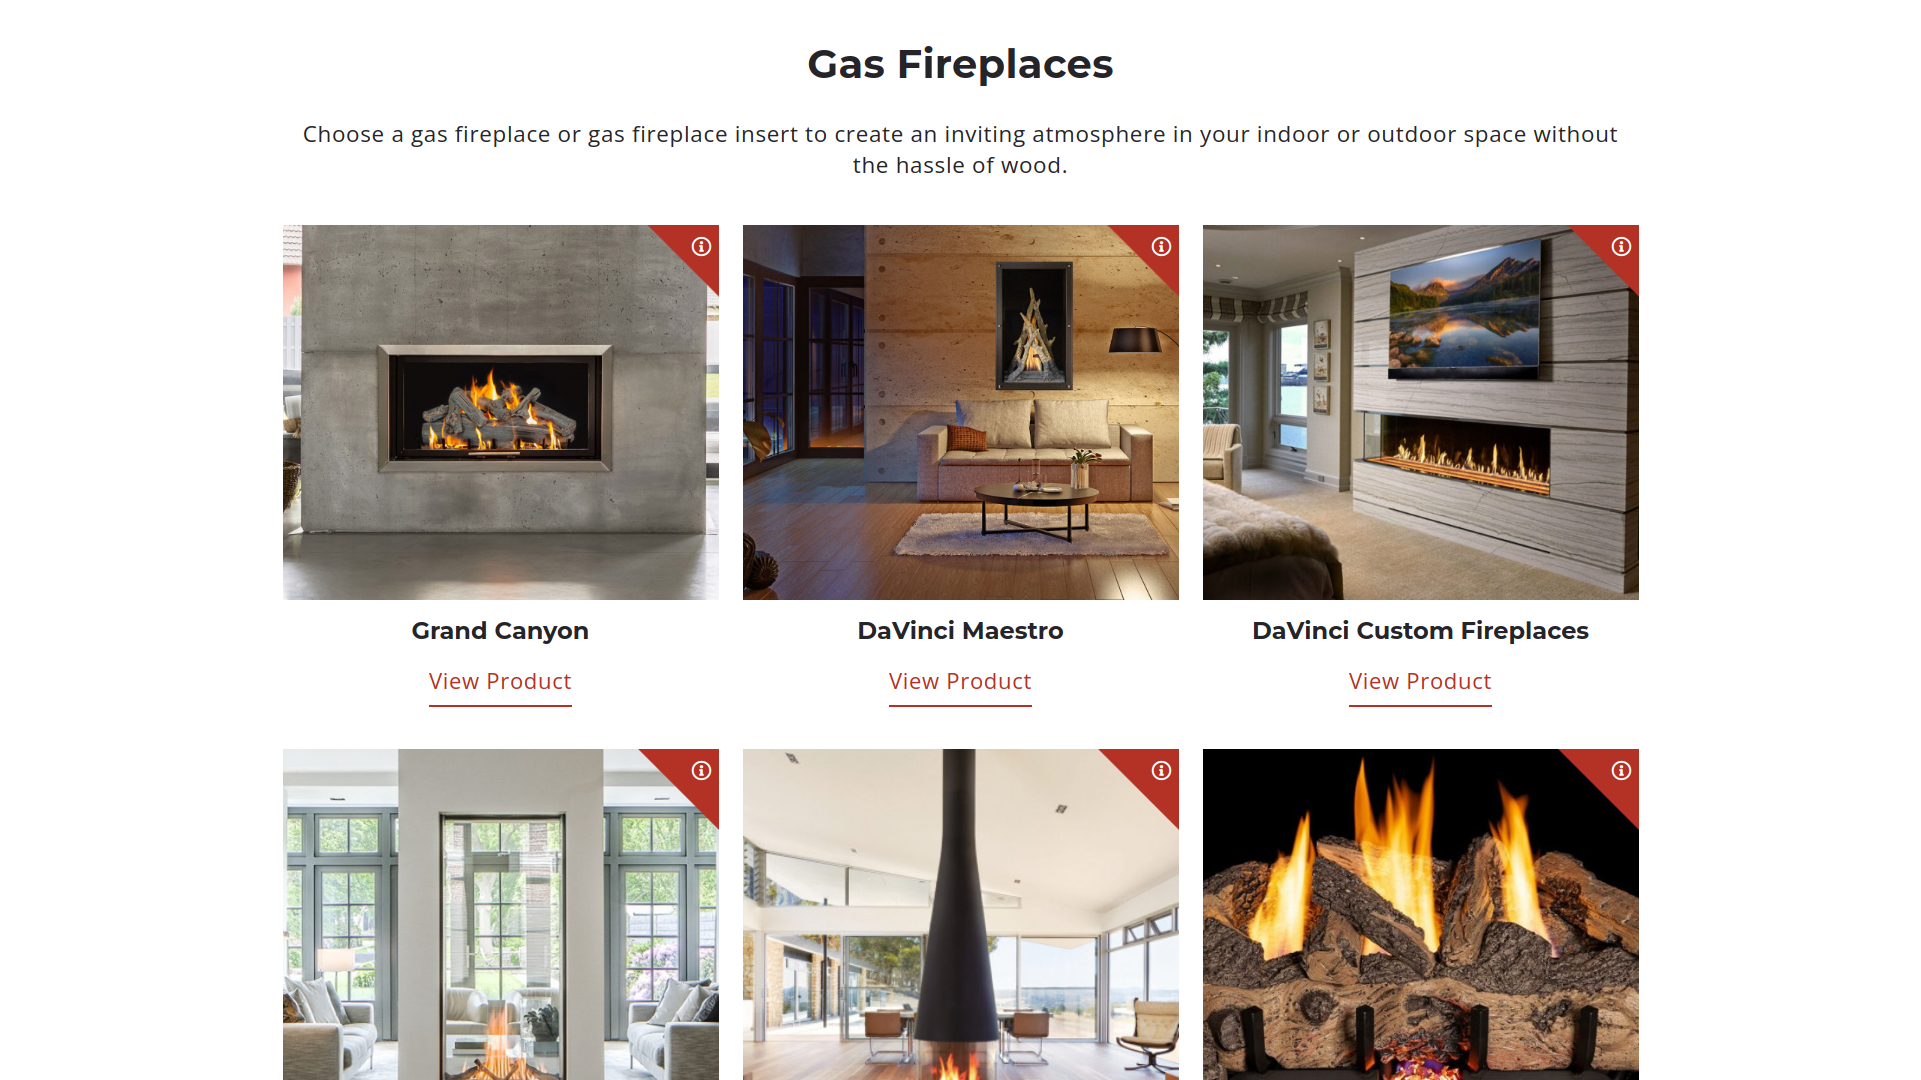 Gas Fireplaces
Choose a gas fireplace or gas fireplace insert to create an inviting atmosphere in your indoor or outdoor space without
the hassle of wood.
Grand Canyon
DaVinci Maestro
DaVinci Custom Fireplaces
View Product
View Product
View Product